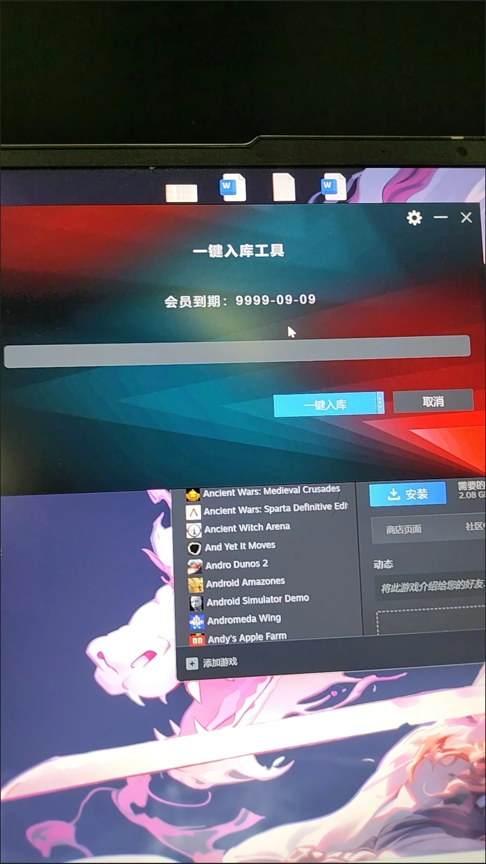 W
W
一键入库工具
会员到期：9999-09-09
一键入库
取消
Ancient Wars: Medieval Crusades
Ancient Wars: Sparta Definitive Edi
Ancient Witch Arena
And Yet It Moves
Andro Dunos 2
Android Amazones
Android Simulator Demo
Andromeda Wing
Andy's Apple Farm
添加游戏
安装
需要的
2.08 G
商店页面
社区
动态
将此游戏介绍给您的好友